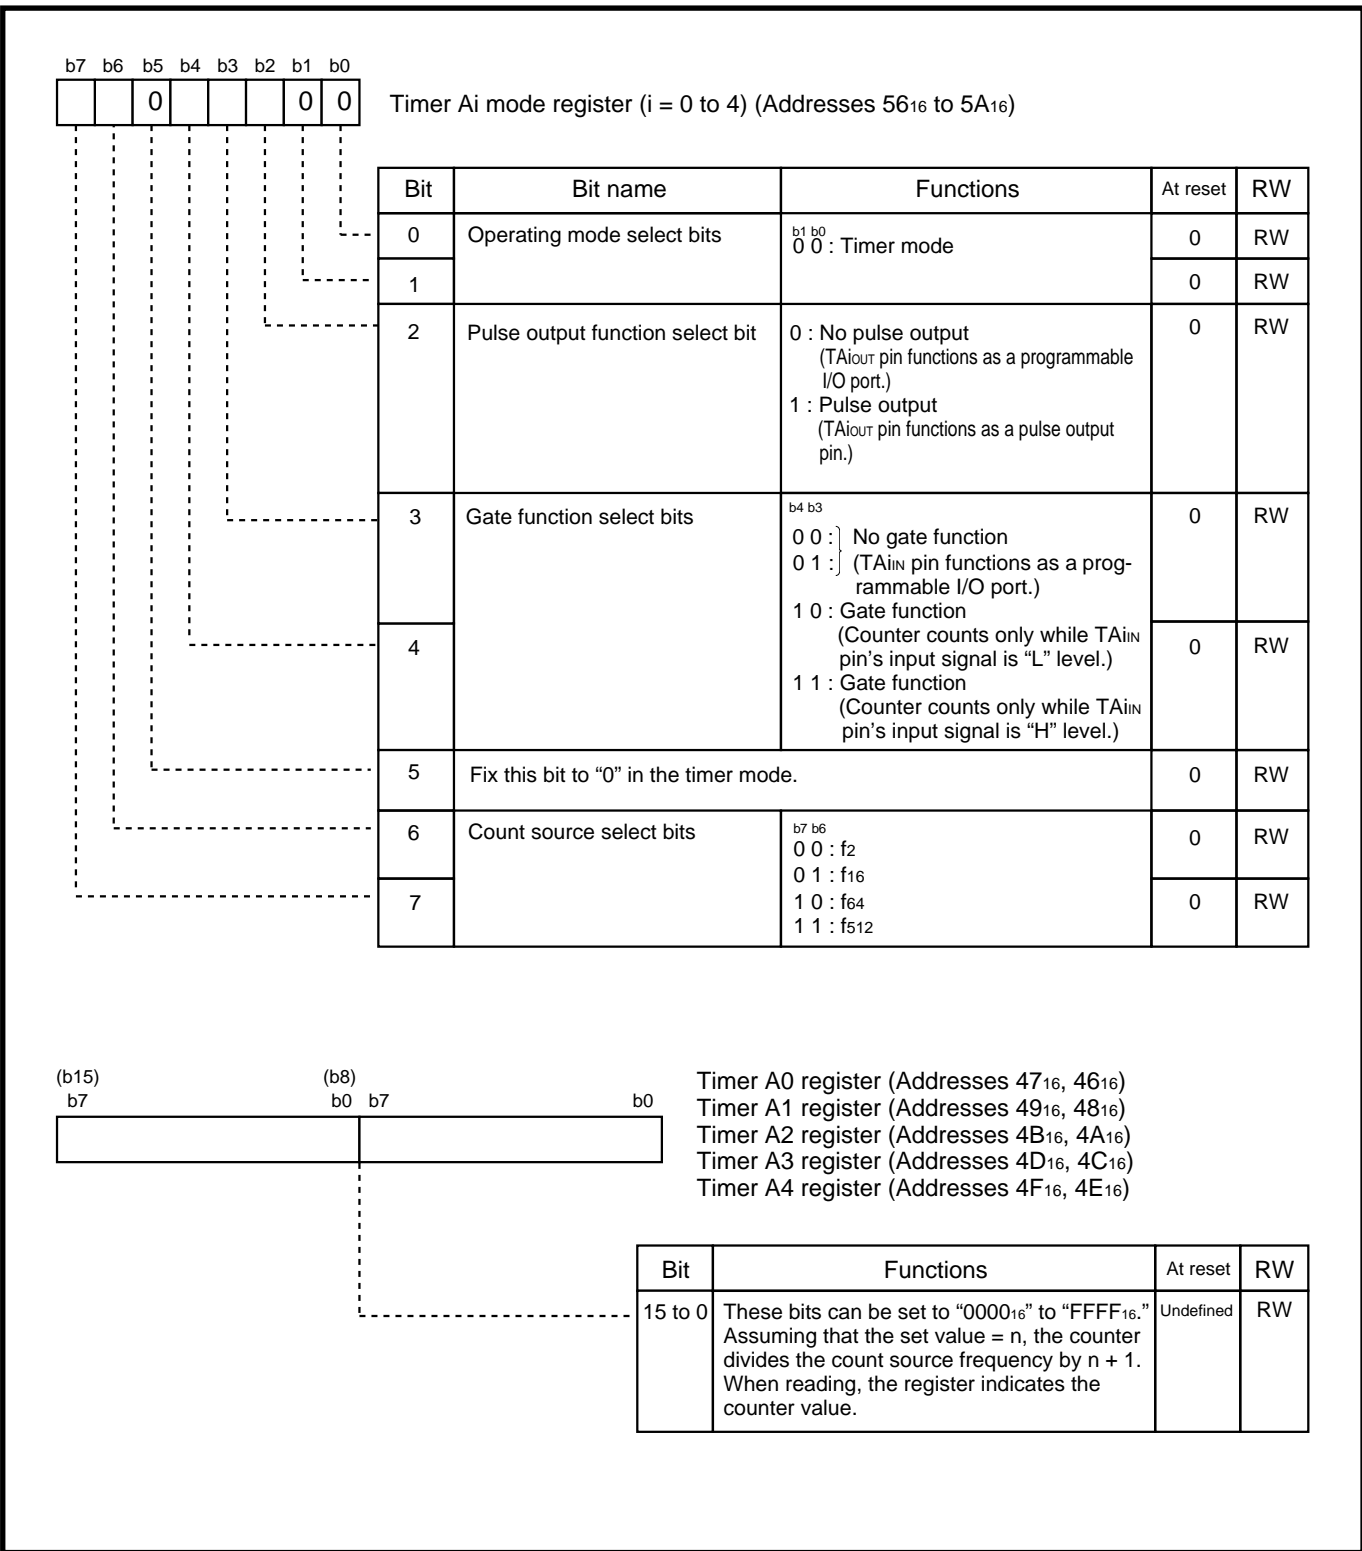 b7 b6 b5 b4 b3 b2 b1 b0
0 0 0
Timer Ai mode register (i = 0 to 4) (Addresses 5616 to 5A16)
Bit Bit name Functions At reset RW
0 Operating mode select bits b1 b0
0 0 : Timer mode 0 RW
1 0 RW
2 Pulse output function select bit 0 : No pulse output 0 RW
(TAiOUT pin functions as a programmable
I/O port.)
1 : Pulse output
(TAiOUT pin functions as a pulse output
pin.)
3 Gate function select bits b4 b3 0 RW
0 0 : No gate function
0 1 : (TAiIN pin functions as a prog-
rammable I/O port.)
1 0 : Gate function
4 (Counter counts only while TAiIN 0 RW
pin's input signal is “L” level.)
1 1 : Gate function
(Counter counts only while TAiIN
pin's input signal is “H” level.)
5 Fix this bit to “0” in the timer mode. 0 RW
6 Count source select bits b7 b6 0 RW
0 0 : f2
0 1 : f16
7 1 0 : f64 0 RW
1 1 : f512
(b15) (b8)
b7 b0 b7 b0
Timer A0 register (Addresses 4716, 4616)
Timer A1 register (Addresses 4916, 4816)
Timer A2 register (Addresses 4B16, 4A16)
Timer A3 register (Addresses 4D16, 4C16)
Timer A4 register (Addresses 4F16, 4E16)
Bit Functions At reset RW
15 to 0 These bits can be set to “000016” to “FFFF16.” Undefined RW
Assuming that the set value = n, the counter
divides the count source frequency by n + 1.
When reading, the register indicates the
counter value.